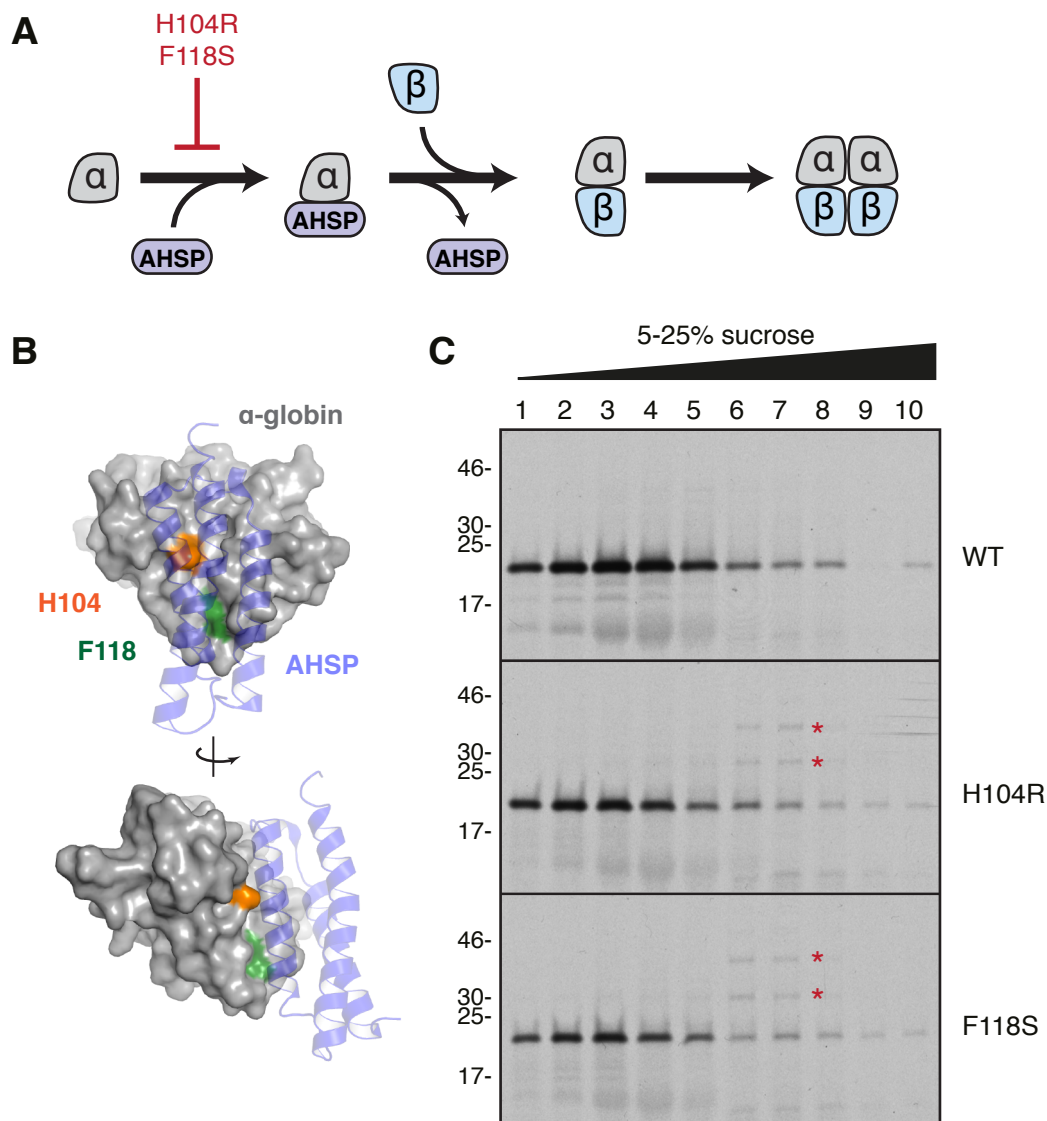 A
H104R
F118S
β
α
α
α
α α
AHSP
β
β β
AHSP
AHSP
B
C
5-25% sucrose
α-globin
H104
F118
AHSP
1 2 3 4 5 6 7 8 9 10
46-
30-
25-
17-
WT
46-
30-
25-
17-
*
*
H104R
46-
30-
25-
17-
*
*
F118S